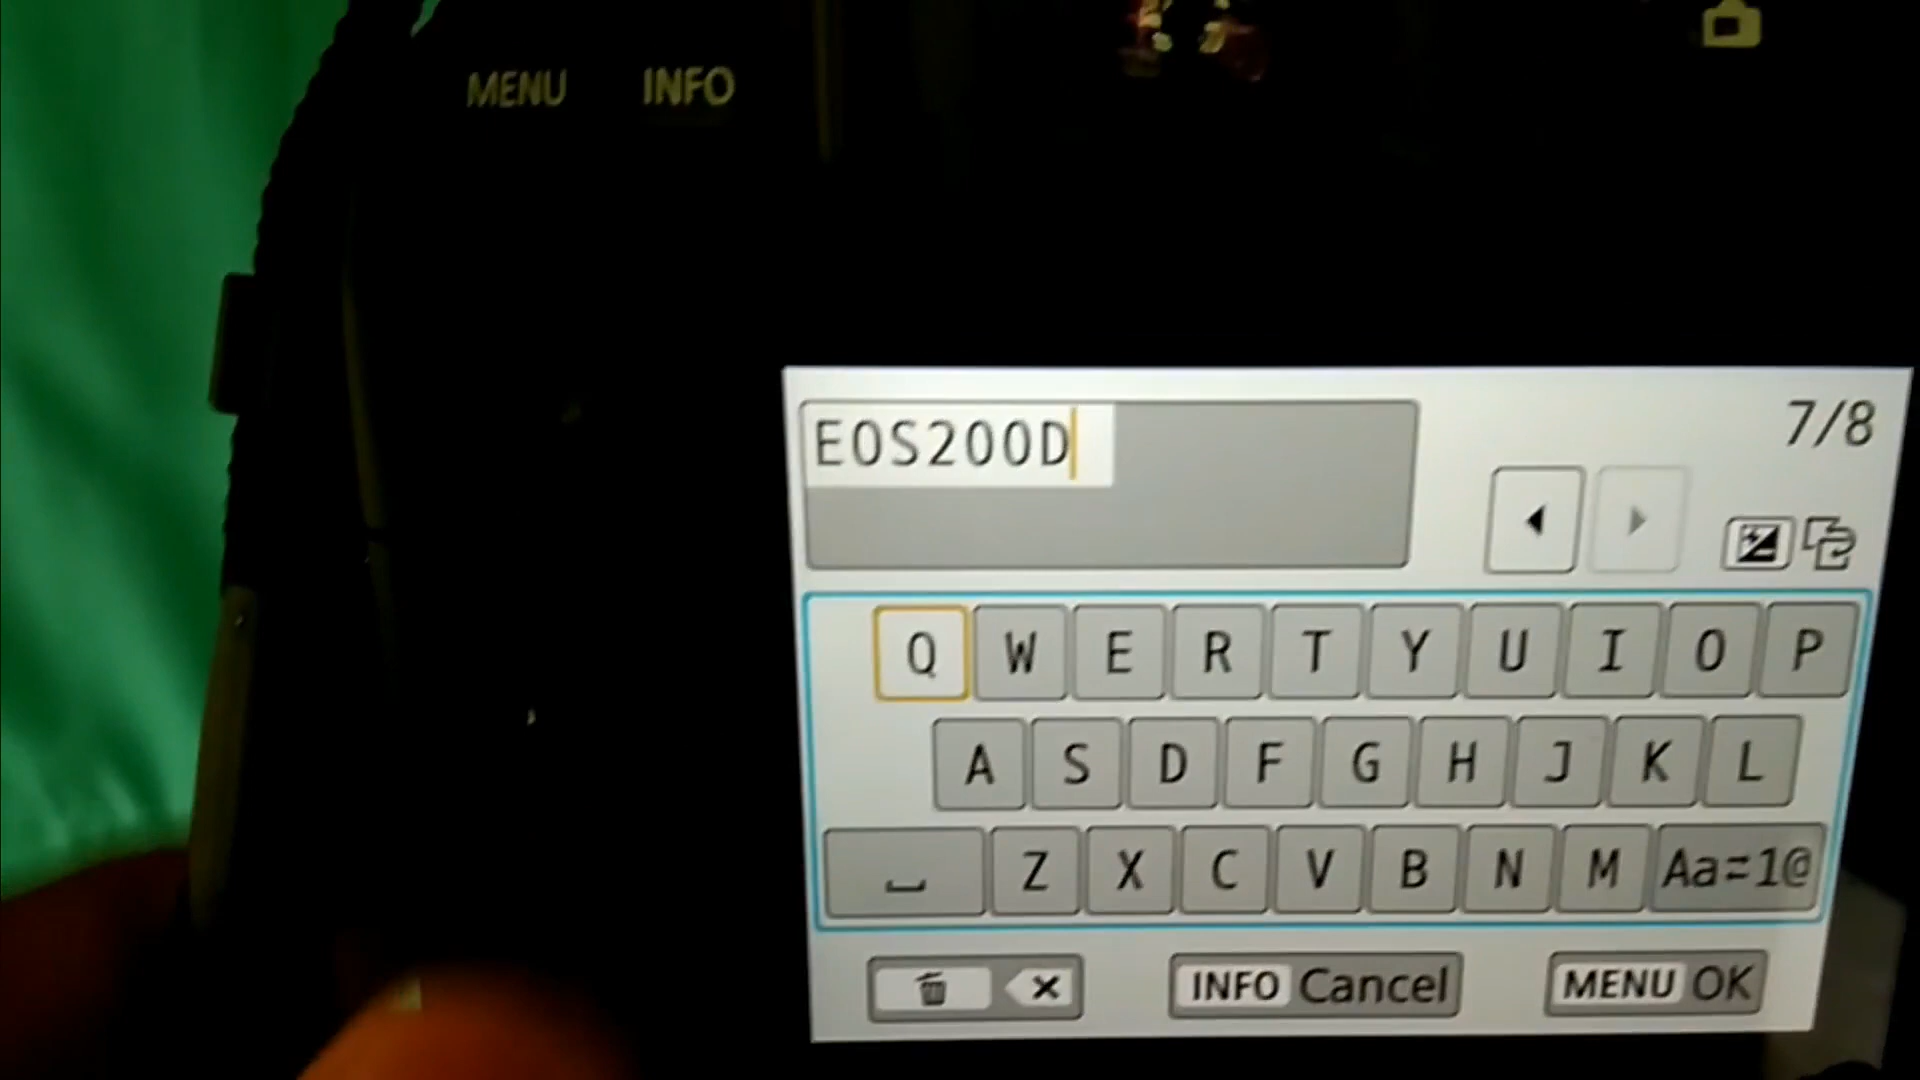 MENU INFO
EOS200D
7/8
Q W E R T Y U I O P
A S D F G H J K L
Z X C V B N M Aa⇌1@
INFO Cancel
MENU OK